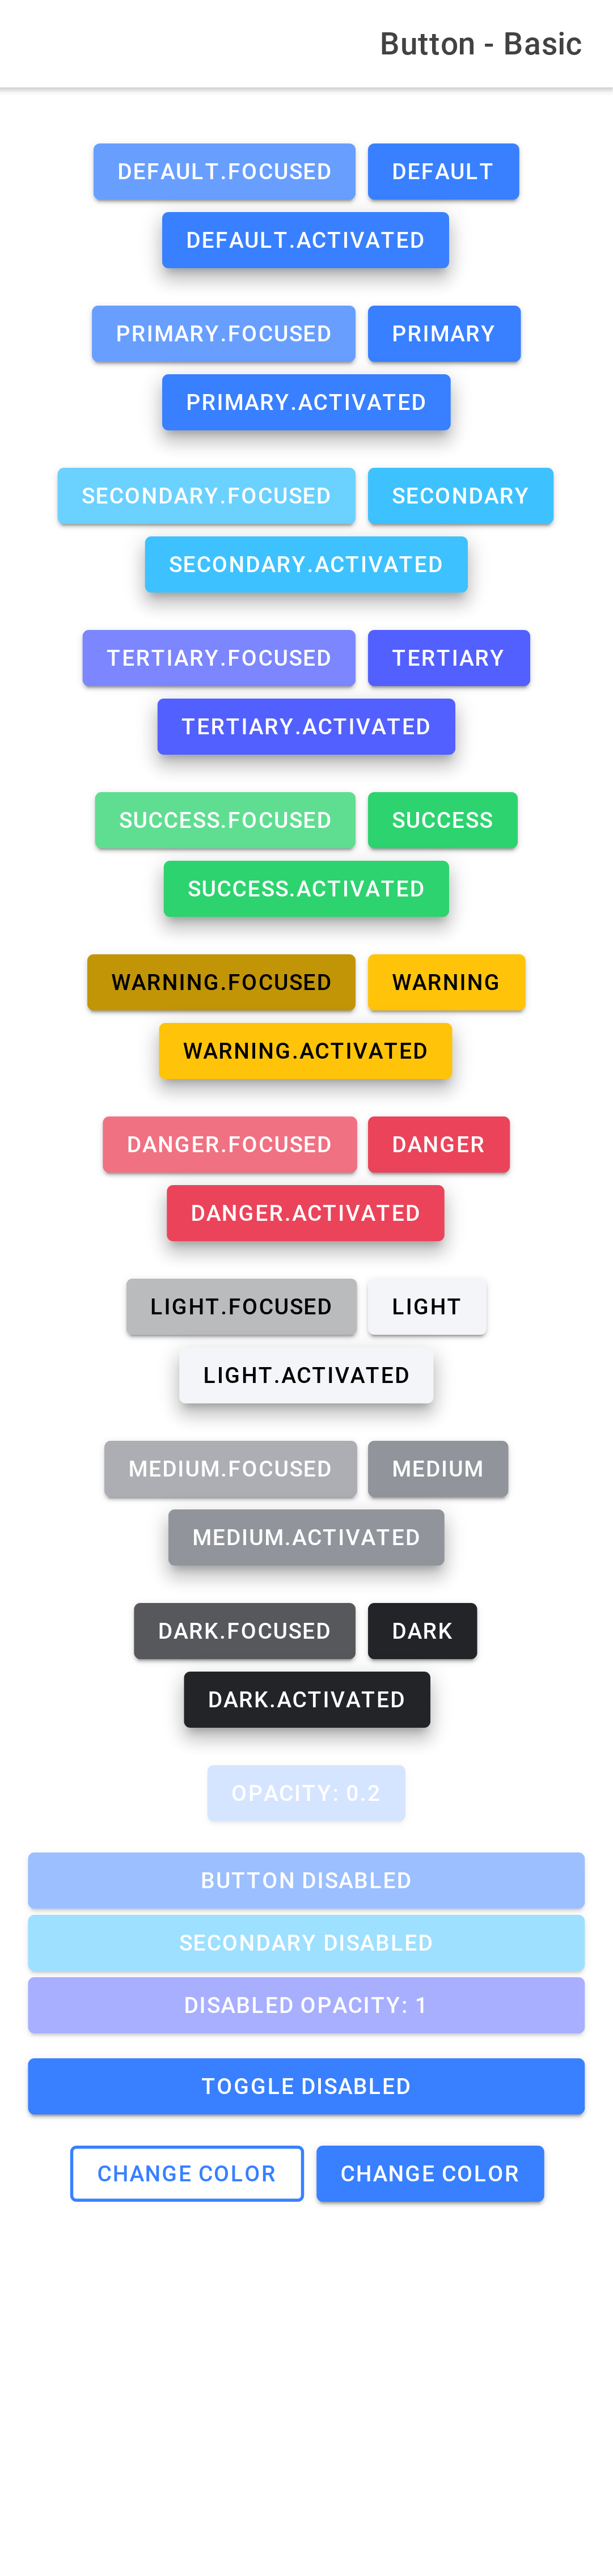 Button - Basic
DEFAULT.FOCUSED DEFAULT
DEFAULT.ACTIVATED
PRIMARY.FOCUSED PRIMARY
PRIMARY.ACTIVATED
SECONDARY.FOCUSED SECONDARY
SECONDARY.ACTIVATED
TERTIARY.FOCUSED TERTIARY
TERTIARY.ACTIVATED
SUCCESS.FOCUSED SUCCESS
SUCCESS.ACTIVATED
WARNING.FOCUSED WARNING
WARNING.ACTIVATED
DANGER.FOCUSED DANGER
DANGER.ACTIVATED
LIGHT.FOCUSED LIGHT
LIGHT.ACTIVATED
MEDIUM.FOCUSED MEDIUM
MEDIUM.ACTIVATED
DARK.FOCUSED DARK
DARK.ACTIVATED
OPACITY: 0.2
BUTTON DISABLED
SECONDARY DISABLED
DISABLED OPACITY: 1
TOGGLE DISABLED
CHANGE COLOR CHANGE COLOR